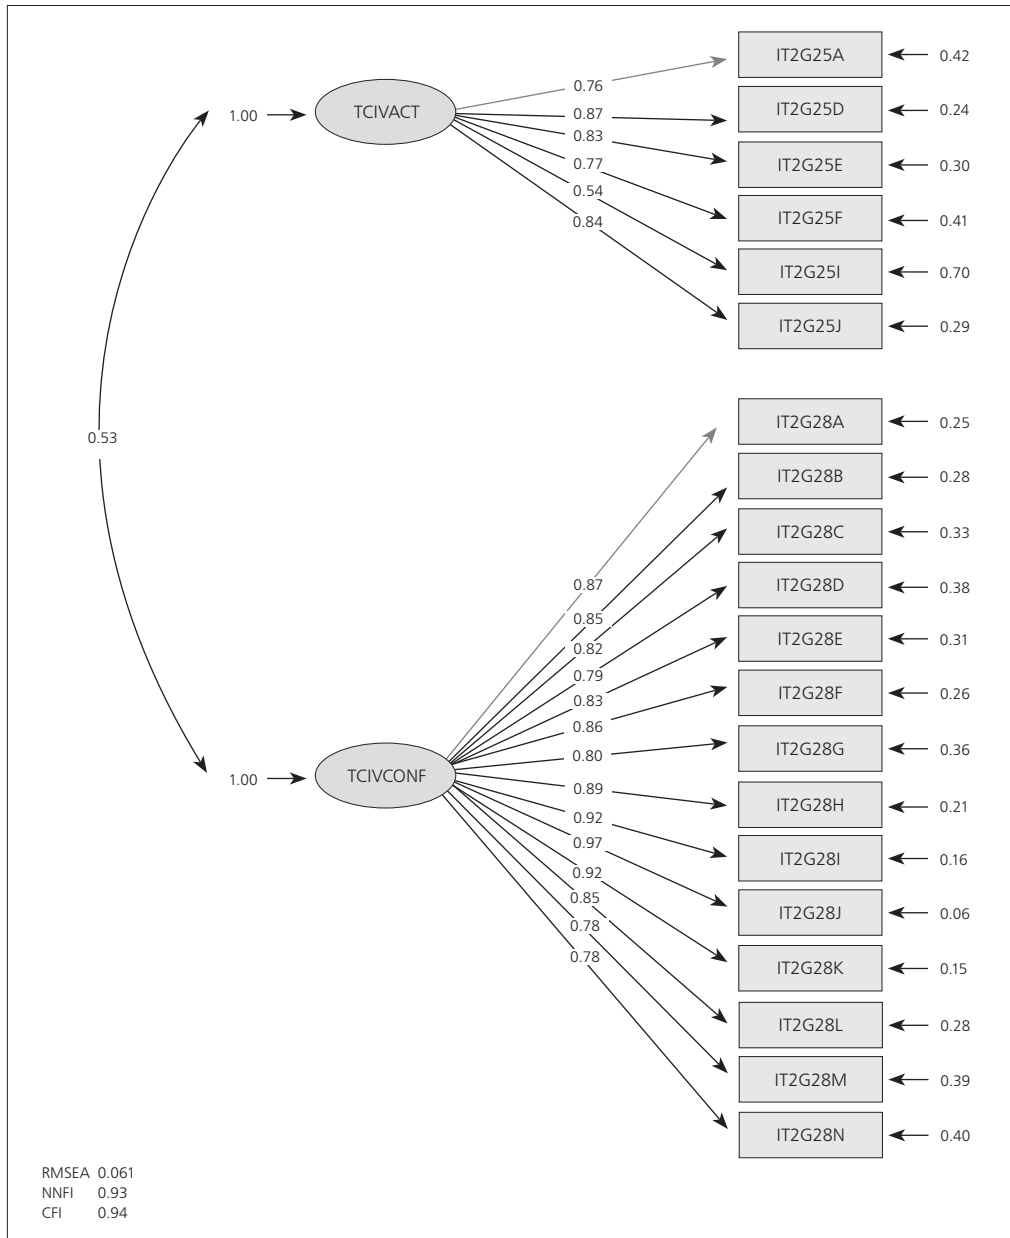 IT2G25A 0.42
0.76
1.00 TCIVACT 0.87 IT2G25D 0.24
0.83
0.77 IT2G25E 0.30
0.54
0.84 IT2G25F 0.41
IT2G25I 0.70
IT2G25J 0.29
IT2G28A 0.25
0.53
IT2G28B 0.28
IT2G28C 0.33
0.87 IT2G28D 0.38
0.85
0.82 IT2G28E 0.31
0.79
0.83 IT2G28F 0.26
0.86
0.80 IT2G28G 0.36
1.00 TCIVCONF
0.89 IT2G28H 0.21
0.92
0.97 IT2G28I 0.16
0.92
0.85 IT2G28J 0.06
0.78
0.78 IT2G28K 0.15
IT2G28L 0.28
IT2G28M 0.39
IT2G28N 0.40
RMSEA 0.061
NNFI 0.93
CFI 0.94